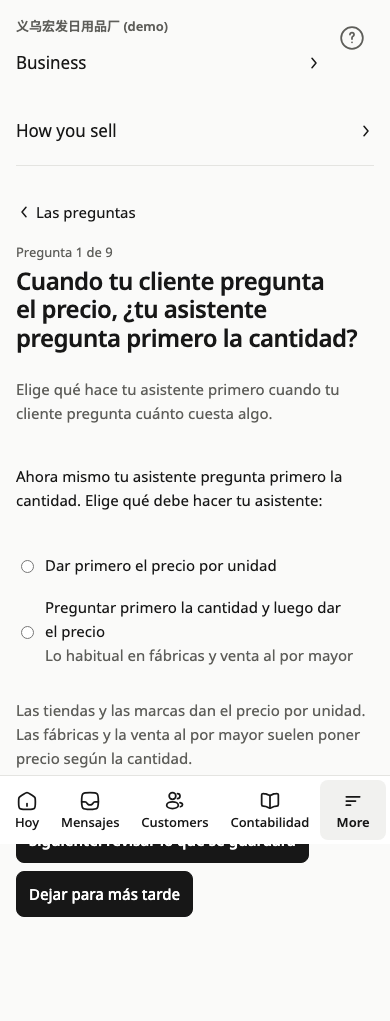 义乌宏发日用品厂 (demo)
Business
How you sell
Las preguntas
Pregunta 1 de 9
Cuando tu cliente pregunta
el precio, ¿tu asistente
pregunta primero la cantidad?
Elige qué hace tu asistente primero cuando tu
cliente pregunta cuánto cuesta algo.
Ahora mismo tu asistente pregunta primero la
cantidad. Elige qué debe hacer tu asistente:
Dar primero el precio por unidad
Preguntar primero la cantidad y luego dar
el precio
Lo habitual en fábricas y venta al por mayor
Las tiendas y las marcas dan el precio por unidad.
Las fábricas y la venta al por mayor suelen poner
precio según la cantidad.
Hoy
Mensajes
Customers
Contabilidad
More
Dejar para más tarde